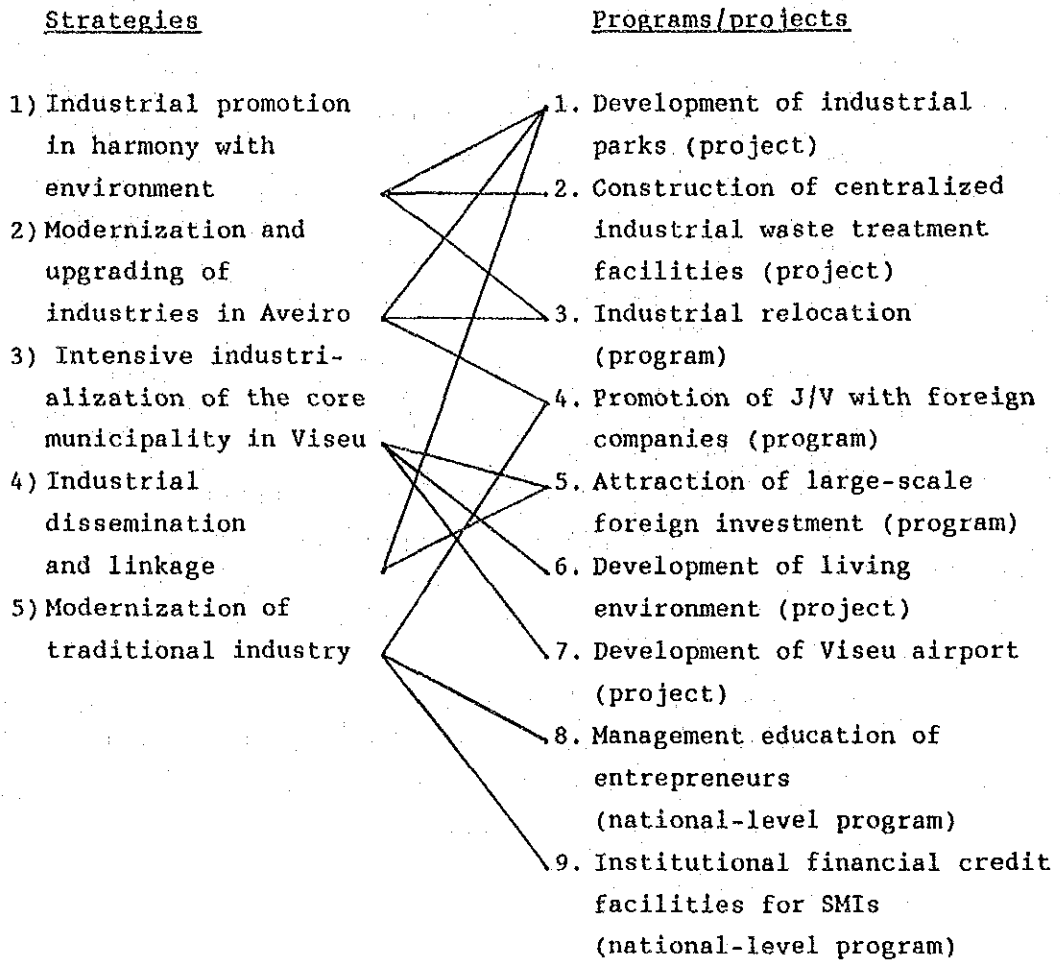 Strategies
Programs/projects
1) Industrial promotion
in harmony with
environment
2) Modernization and
upgrading of
industries in Aveiro
3) Intensive industri-
alization of the core
municipality in Viseu
4) Industrial
dissemination
and linkage
5) Modernization of
traditional industry
1. Development of industrial
parks (project)
2. Construction of centralized
industrial waste treatment
facilities (project)
3. Industrial relocation
(program)
4. Promotion of J/V with foreign
companies (program)
5. Attraction of large-scale
foreign investment (program)
6. Development of living
environment (project)
7. Development of Viseu airport
(project)
8. Management education of
entrepreneurs
(national-level program)
9. Institutional financial credit
facilities for SMIs
(national-level program)